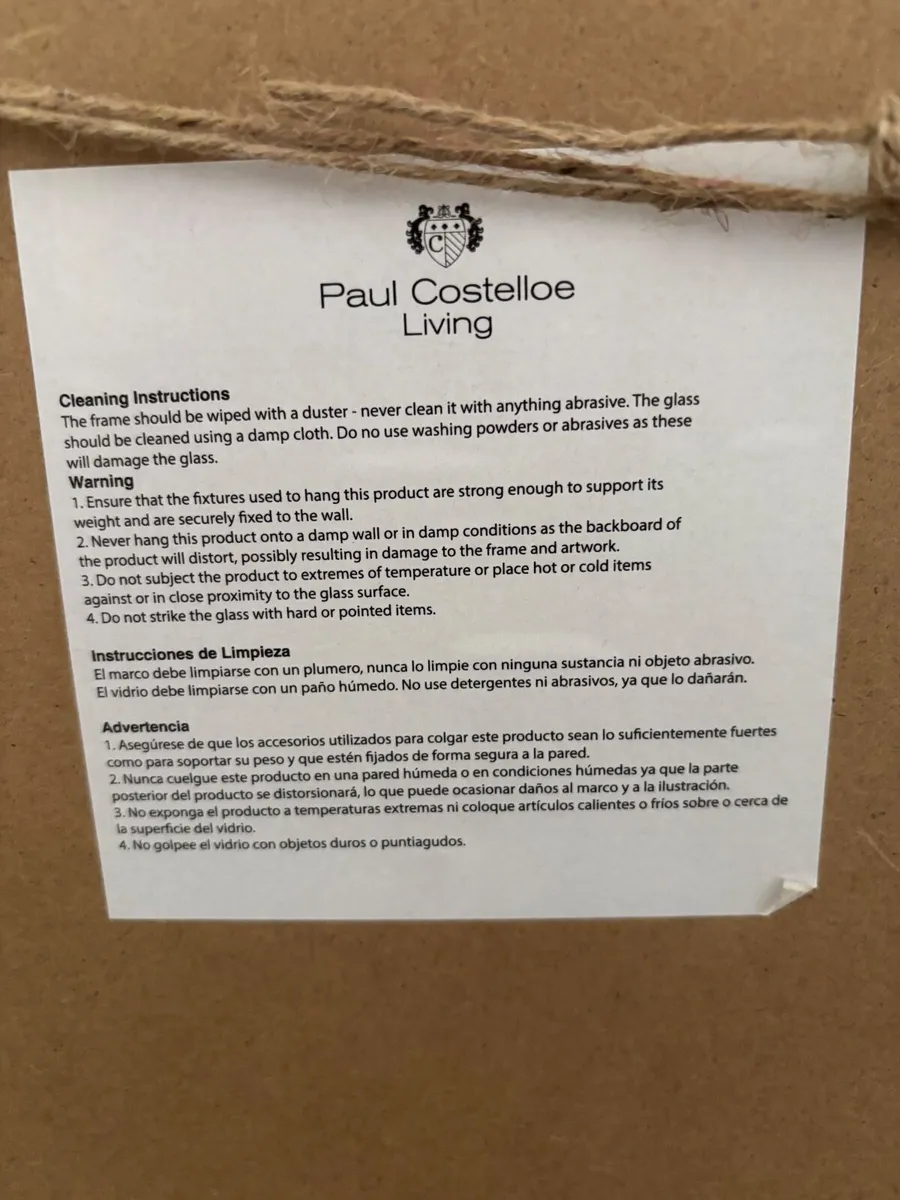 C
Paul Costelloe
Living
Cleaning Instructions
The frame should be wiped with a duster - never clean it with anything abrasive. The glass
should be cleaned using a damp cloth. Do no use washing powders or abrasives as these
will damage the glass.
Warning
1. Ensure that the fixtures used to hang this product are strong enough to support its
weight and are securely fixed to the wall.
2. Never hang this product onto a damp wall or in damp conditions as the backboard of
the product will distort, possibly resulting in damage to the frame and artwork.
3. Do not subject the product to extremes of temperature or place hot or cold items
against or in close proximity to the glass surface.
4. Do not strike the glass with hard or pointed items.
Instrucciones de Limpieza
El marco debe limpiarse con un plumero, nunca lo limpie con ninguna sustancia ni objeto abrasivo.
El vidrio debe limpiarse con un paño húmedo. No use detergentes ni abrasivos, ya que lo dañarán.
Advertencia
1. Asegúrese de que los accesorios utilizados para colgar este producto sean lo suficientemente fuertes
como para soportar su peso y que estén fijados de forma segura a la pared.
2. Nunca cuelgue este producto en una pared húmeda o en condiciones húmedas ya que la parte
posterior del producto se distorsionará, lo que puede ocasionar daños al marco y a la ilustración.
3. No exponga el producto a temperaturas extremas ni coloque artículos calientes o fríos sobre o cerca de
la superficie del vidrio.
4. No golpee el vidrio con objetos duros o puntiagudos.